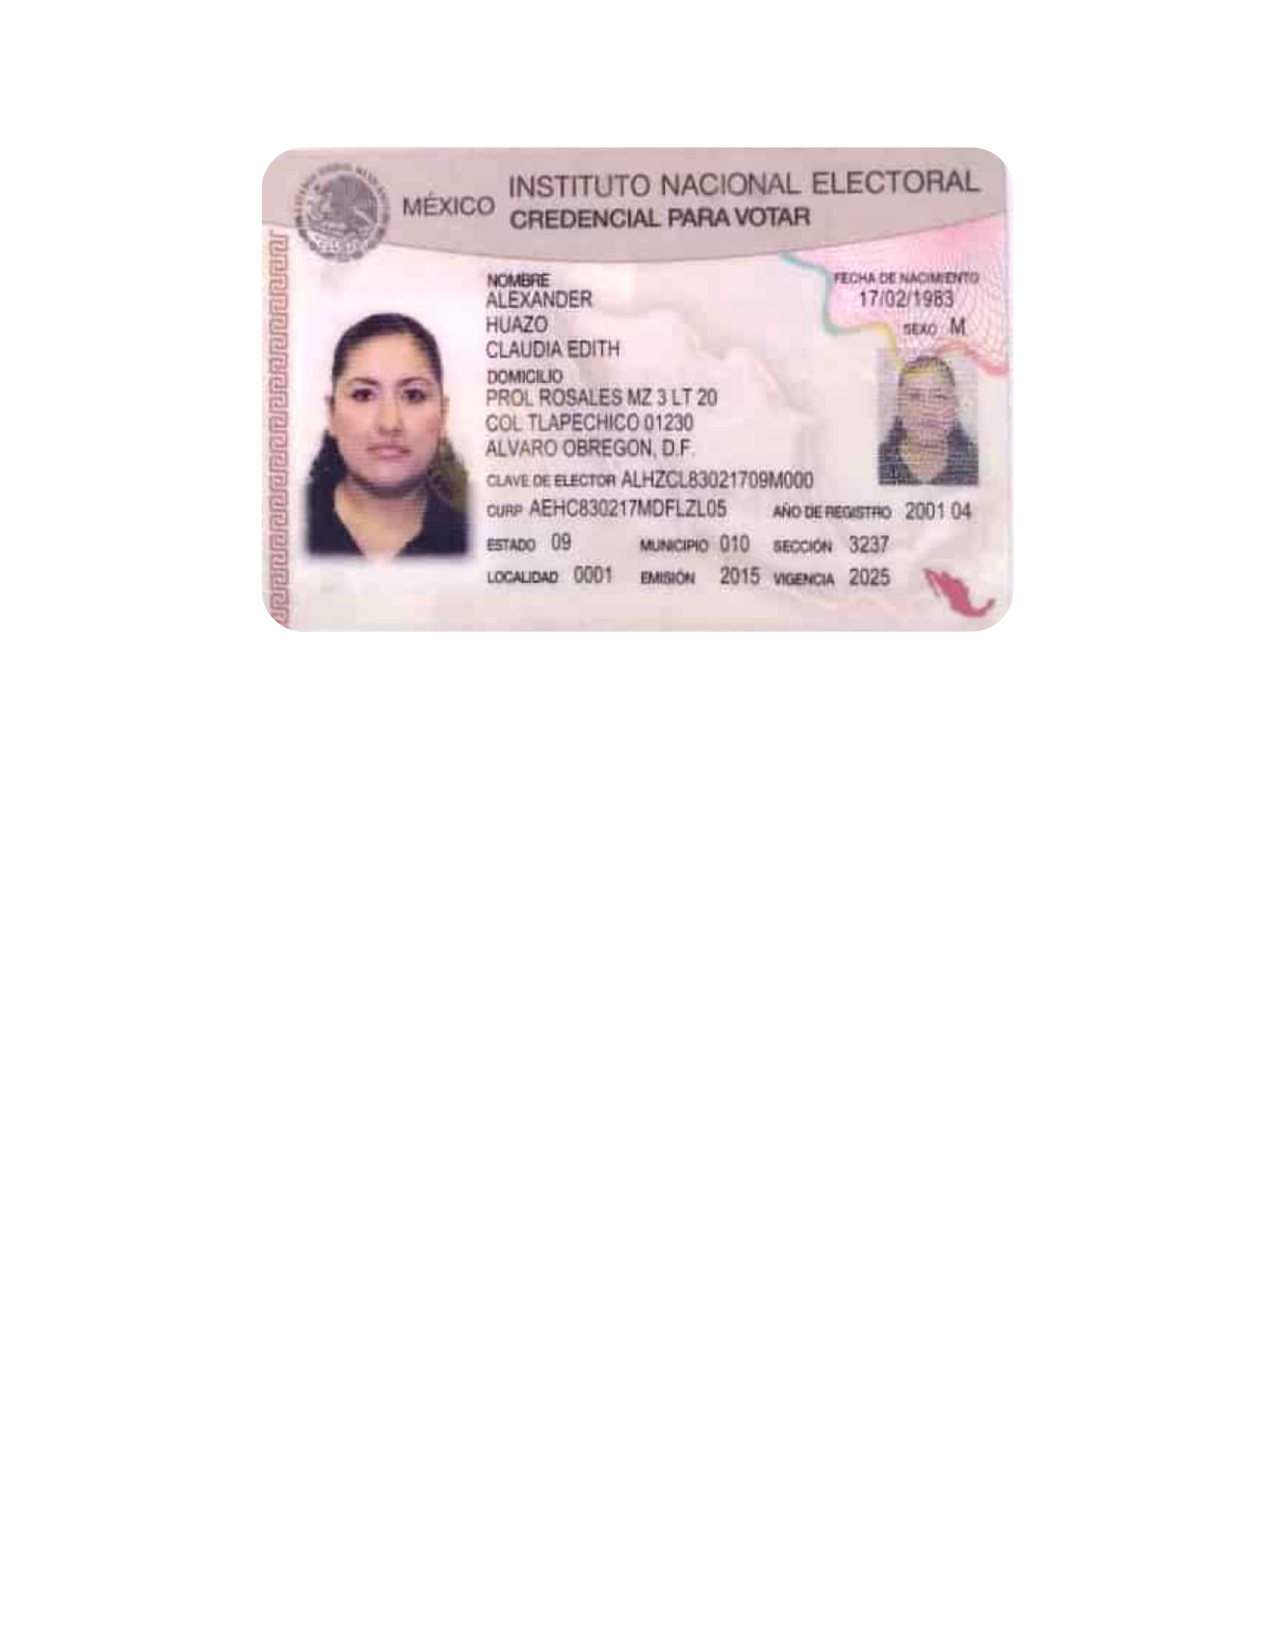 MÉXICO
INSTITUTO NACIONAL ELECTORAL
CREDENCIAL PARA VOTAR
NOMBRE
ALEXANDER
HUAZO
CLAUDIA EDITH
FECHA DE NACIMIENTO
17/02/1983
SEXO M
DOMICILIO
PROL ROSALES MZ 3 LT 20
COL TLAPECHICO 01230
ALVARO OBREGON, D.F.
CLAVE DE ELECTOR ALHZCL83021709M000
CURP AEHC830217MDFLZL05 AÑO DE REGISTRO 2001 04
ESTADO 09 MUNICIPIO 010 SECCIÓN 3237
LOCALIDAD 0001 EMISIÓN 2015 VIGENCIA 2025